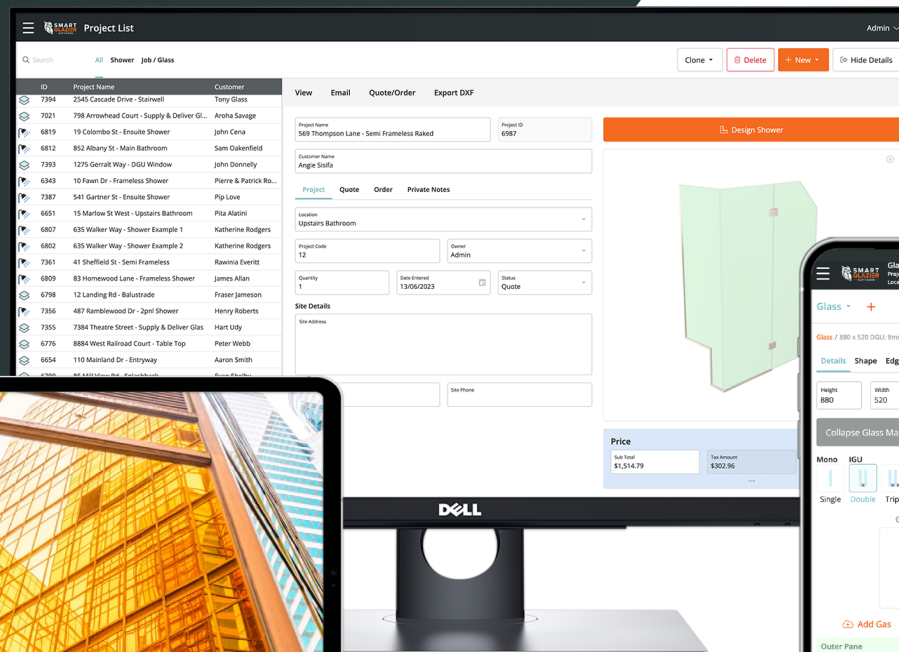 SMART
GLAZIER
SOFTWARE
Project List
Admin
Search
All Shower Job / Glass
Clone
Delete
+ New
Hide Details
ID Project Name Customer
7394 2545 Cascade Drive - Stairwell Tony Glass
7021 798 Arrowhead Court - Supply & Deliver Gl... Aroha Savage
6819 19 Colombo St - Ensuite Shower John Cena
6812 852 Albany St - Main Bathroom Sam Oakenfield
7393 1275 Gerralt Way - DGU Window John Donnelly
6343 10 Fawn Dr - Frameless Shower Pierre & Patrick Ro...
7387 541 Gartner St - Ensuite Shower Pip Love
6651 15 Marlow St West - Upstairs Bathroom Pita Alatini
6807 635 Walker Way - Shower Example 1 Katherine Rodgers
6802 635 Walker Way - Shower Example 2 Katherine Rodgers
7361 41 Sheffield St - Semi Frameless Rawinia Everitt
6809 83 Homewood Lane - Frameless Shower James Allan
6798 12 Landing Rd - Balustrade Fraser Jameson
7356 487 Ramblewood Dr - 2pnl Shower Henry Roberts
7355 7384 Theatre Street - Supply & Deliver Glas Hart Udy
6776 8884 West Railroad Court - Table Top Peter Webb
6654 110 Mainland Dr - Entryway Aaron Smith
View Email Quote/Order Export DXF
Project Name
569 Thompson Lane - Semi Frameless Raked
Project ID
6987
Customer Name
Angie Sisifa
Project Quote Order Private Notes
Location
Upstairs Bathroom
Project Code
12
Owner
Admin
Quantity
1
Date Entered
13/06/2023
Status
Quote
Site Details
Site Address
Site Phone
Design Shower
Price
Sub Total
$1,514.79
Tax Amount
$302.96
...
DELL
SMART
GLAZIER
Gla
Proje
Loca
Glass +
Glass / 880 x 520 DGU: 8m
Details Shape Edg
Height
880
Width
520
Collapse Glass Ma
Mono IGU
Single Double Trip
Add Gas
Outer Pane